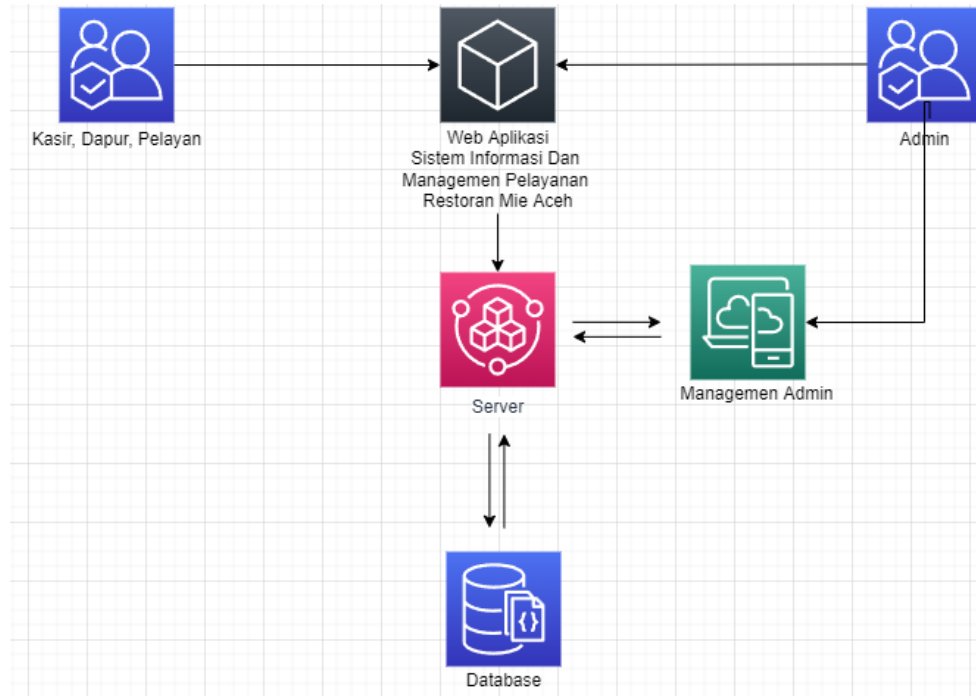 Kasir, Dapur, Pelayan
Web Aplikasi
Sistem Informasi Dan
Managemen Pelayanan
Restoran Mie Aceh
Admin
Server
Managemen Admin
Database